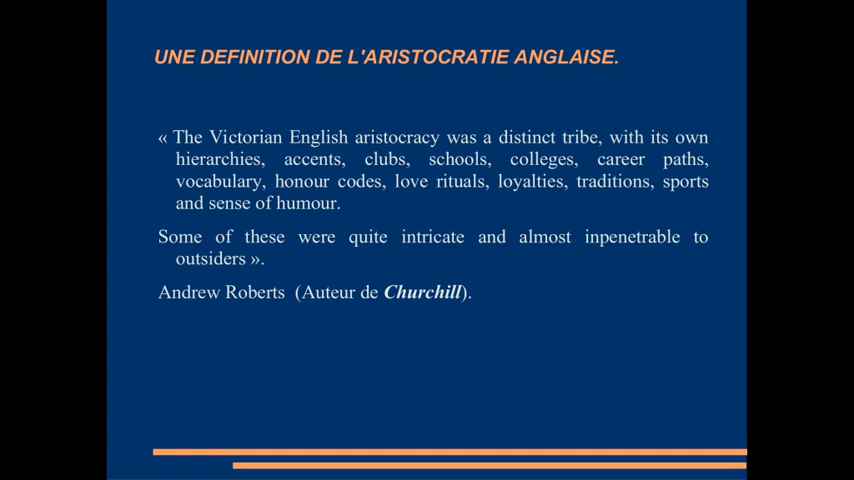 UNE DEFINITION DE L'ARISTOCRATIE ANGLAISE.
« The Victorian English aristocracy was a distinct tribe, with its own
hierarchies, accents, clubs, schools, colleges, career paths,
vocabulary, honour codes, love rituals, loyalties, traditions, sports
and sense of humour.
Some of these were quite intricate and almost inpenetrable to
outsiders ».
Andrew Roberts (Auteur de Churchill).